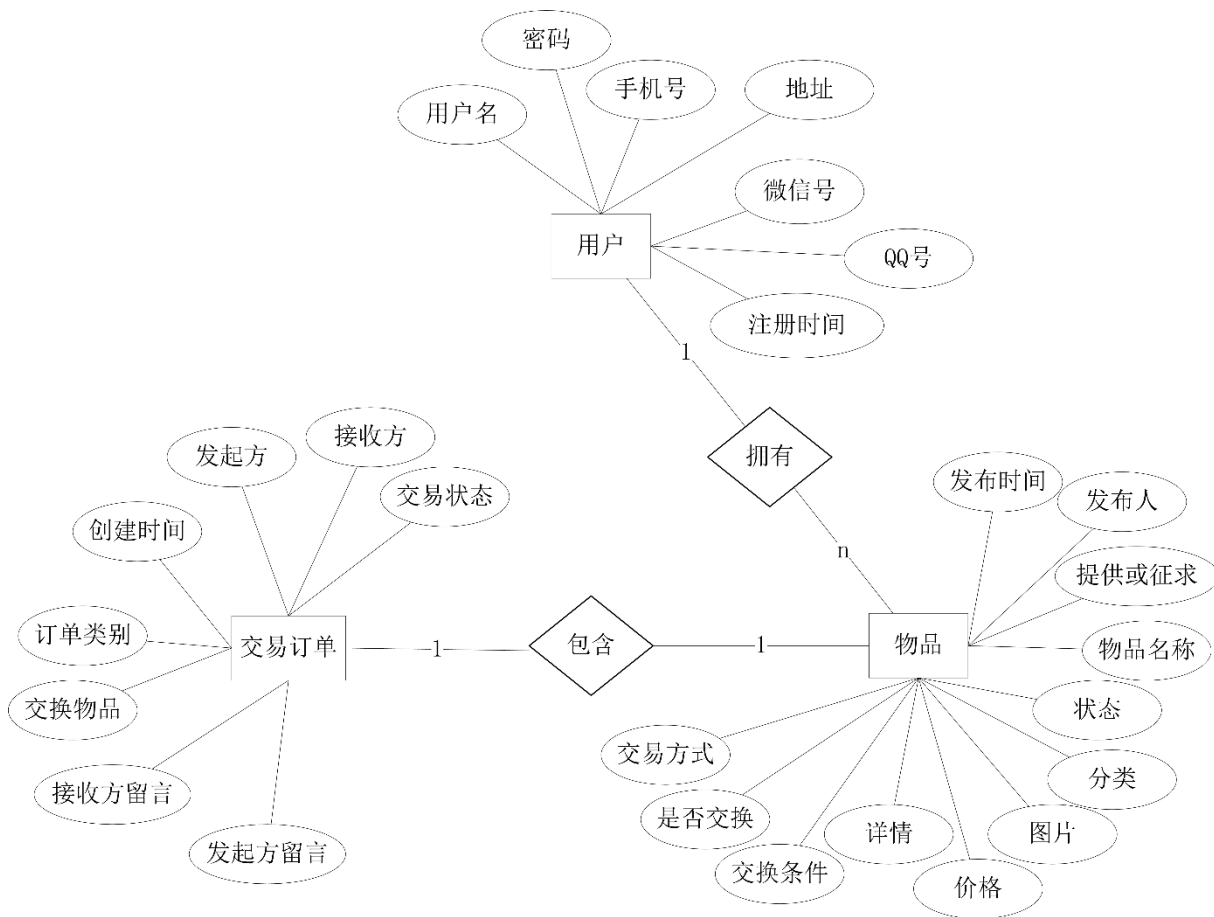 密码
手机号
地址
用户名
微信号
用户
QQ号
注册时间
1
拥有
n
接收方
发起方
交易状态
创建时间
订单类别
交易订单
交换物品
接收方留言
发起方留言
1
包含
1
发布时间
发布人
提供或征求
物品
物品名称
状态
交易方式
分类
是否交换
详情
图片
交换条件
价格